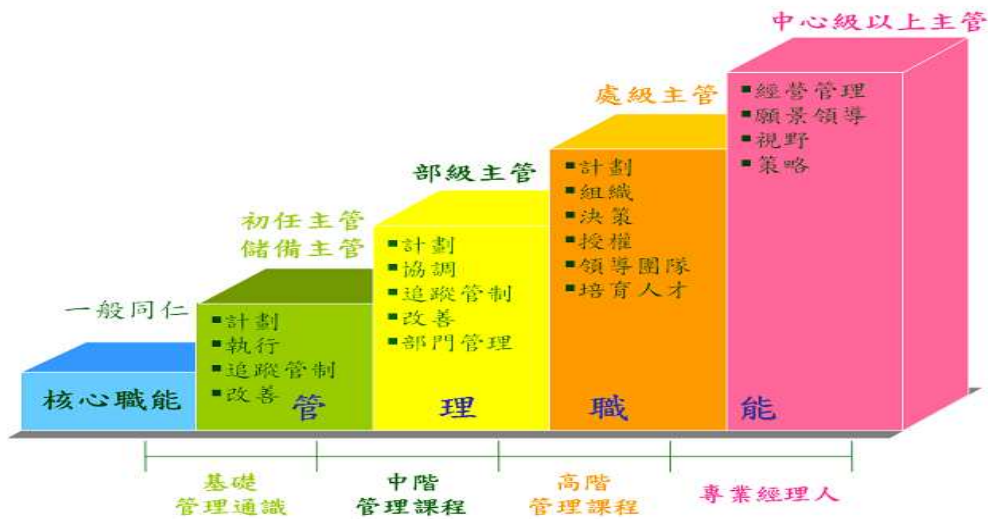 中心級以上主管
▪經營管理
▪願景領導
▪視野
▪策略
處級主管
▪計劃
▪組織
▪決策
▪授權
▪領導團隊
▪培育人才
部級主管
▪計劃
▪協調
▪追蹤管制
▪改善
▪部門管理
初任主管
儲備主管
▪計劃
▪執行
▪追蹤管制
▪改善
一般同仁
核心職能
管 理 職 能
基礎
管理通識
中階
管理課程
高階
管理課程
專業經理人